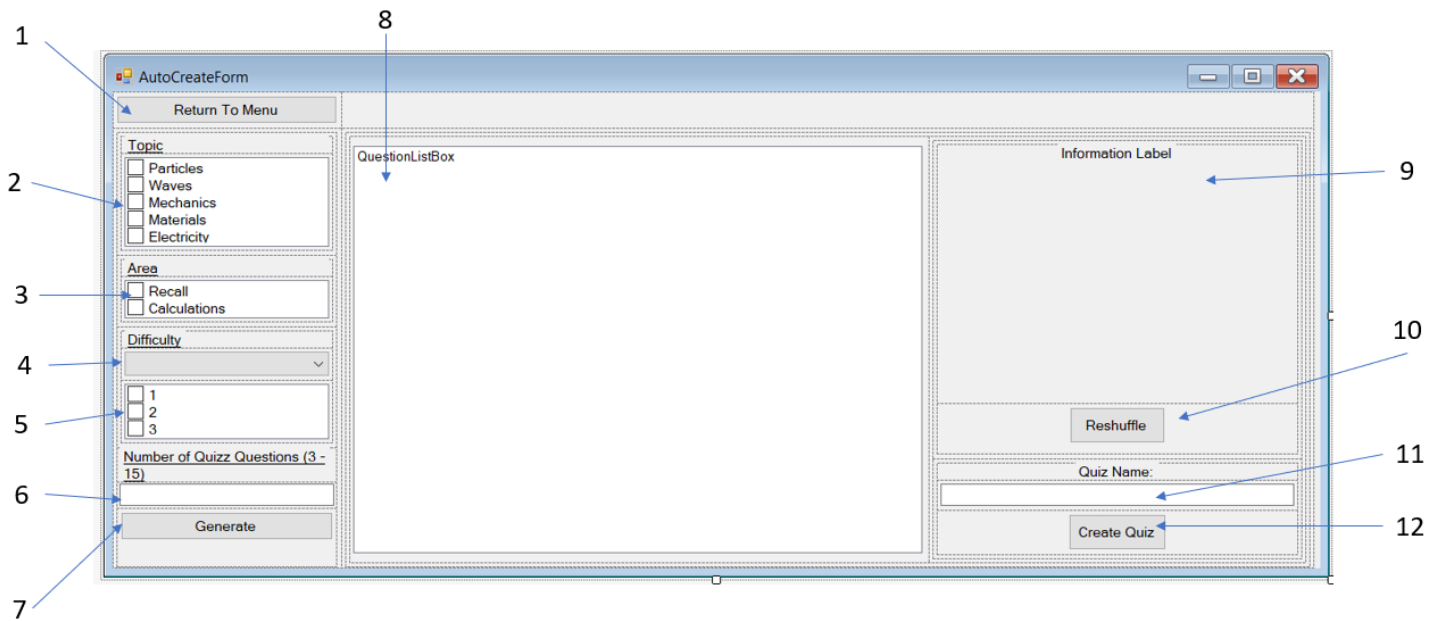 8
1
AutoCreateForm
Return To Menu
Topic
Particles
Waves
Mechanics
Materials
Electricity
2
QuestionListBox
Information Label
9
Area
Recall
Calculations
3
Difficulty
4
1
2
3
5
10
Reshuffle
Number of Quizz Questions (3 -
15)
6
Generate
7
Quiz Name:
11
Create Quiz
12